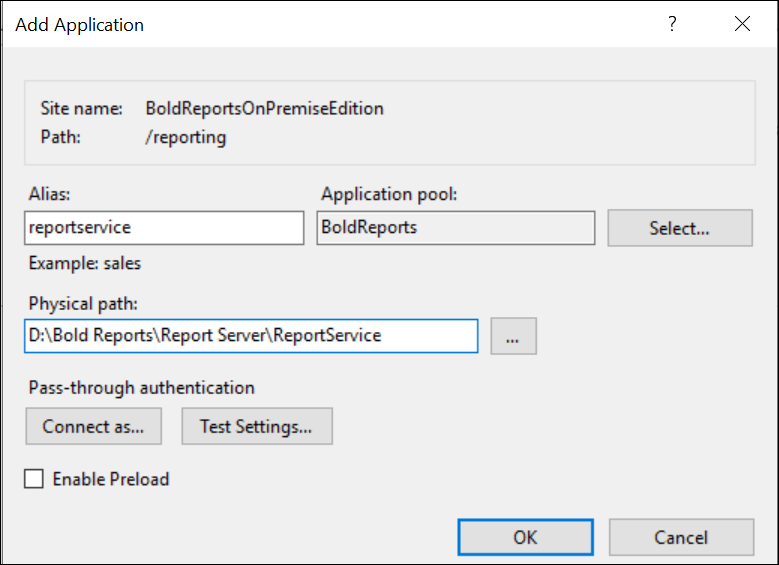 Add Application
?
Site name: BoldReportsOnPremiseEdition
Path: /reporting
Alias: Application pool:
reportservice BoldReports Select...
Example: sales
Physical path:
D:\Bold Reports\Report Server\ReportService ...
Pass-through authentication
Connect as... Test Settings...
Enable Preload
OK Cancel